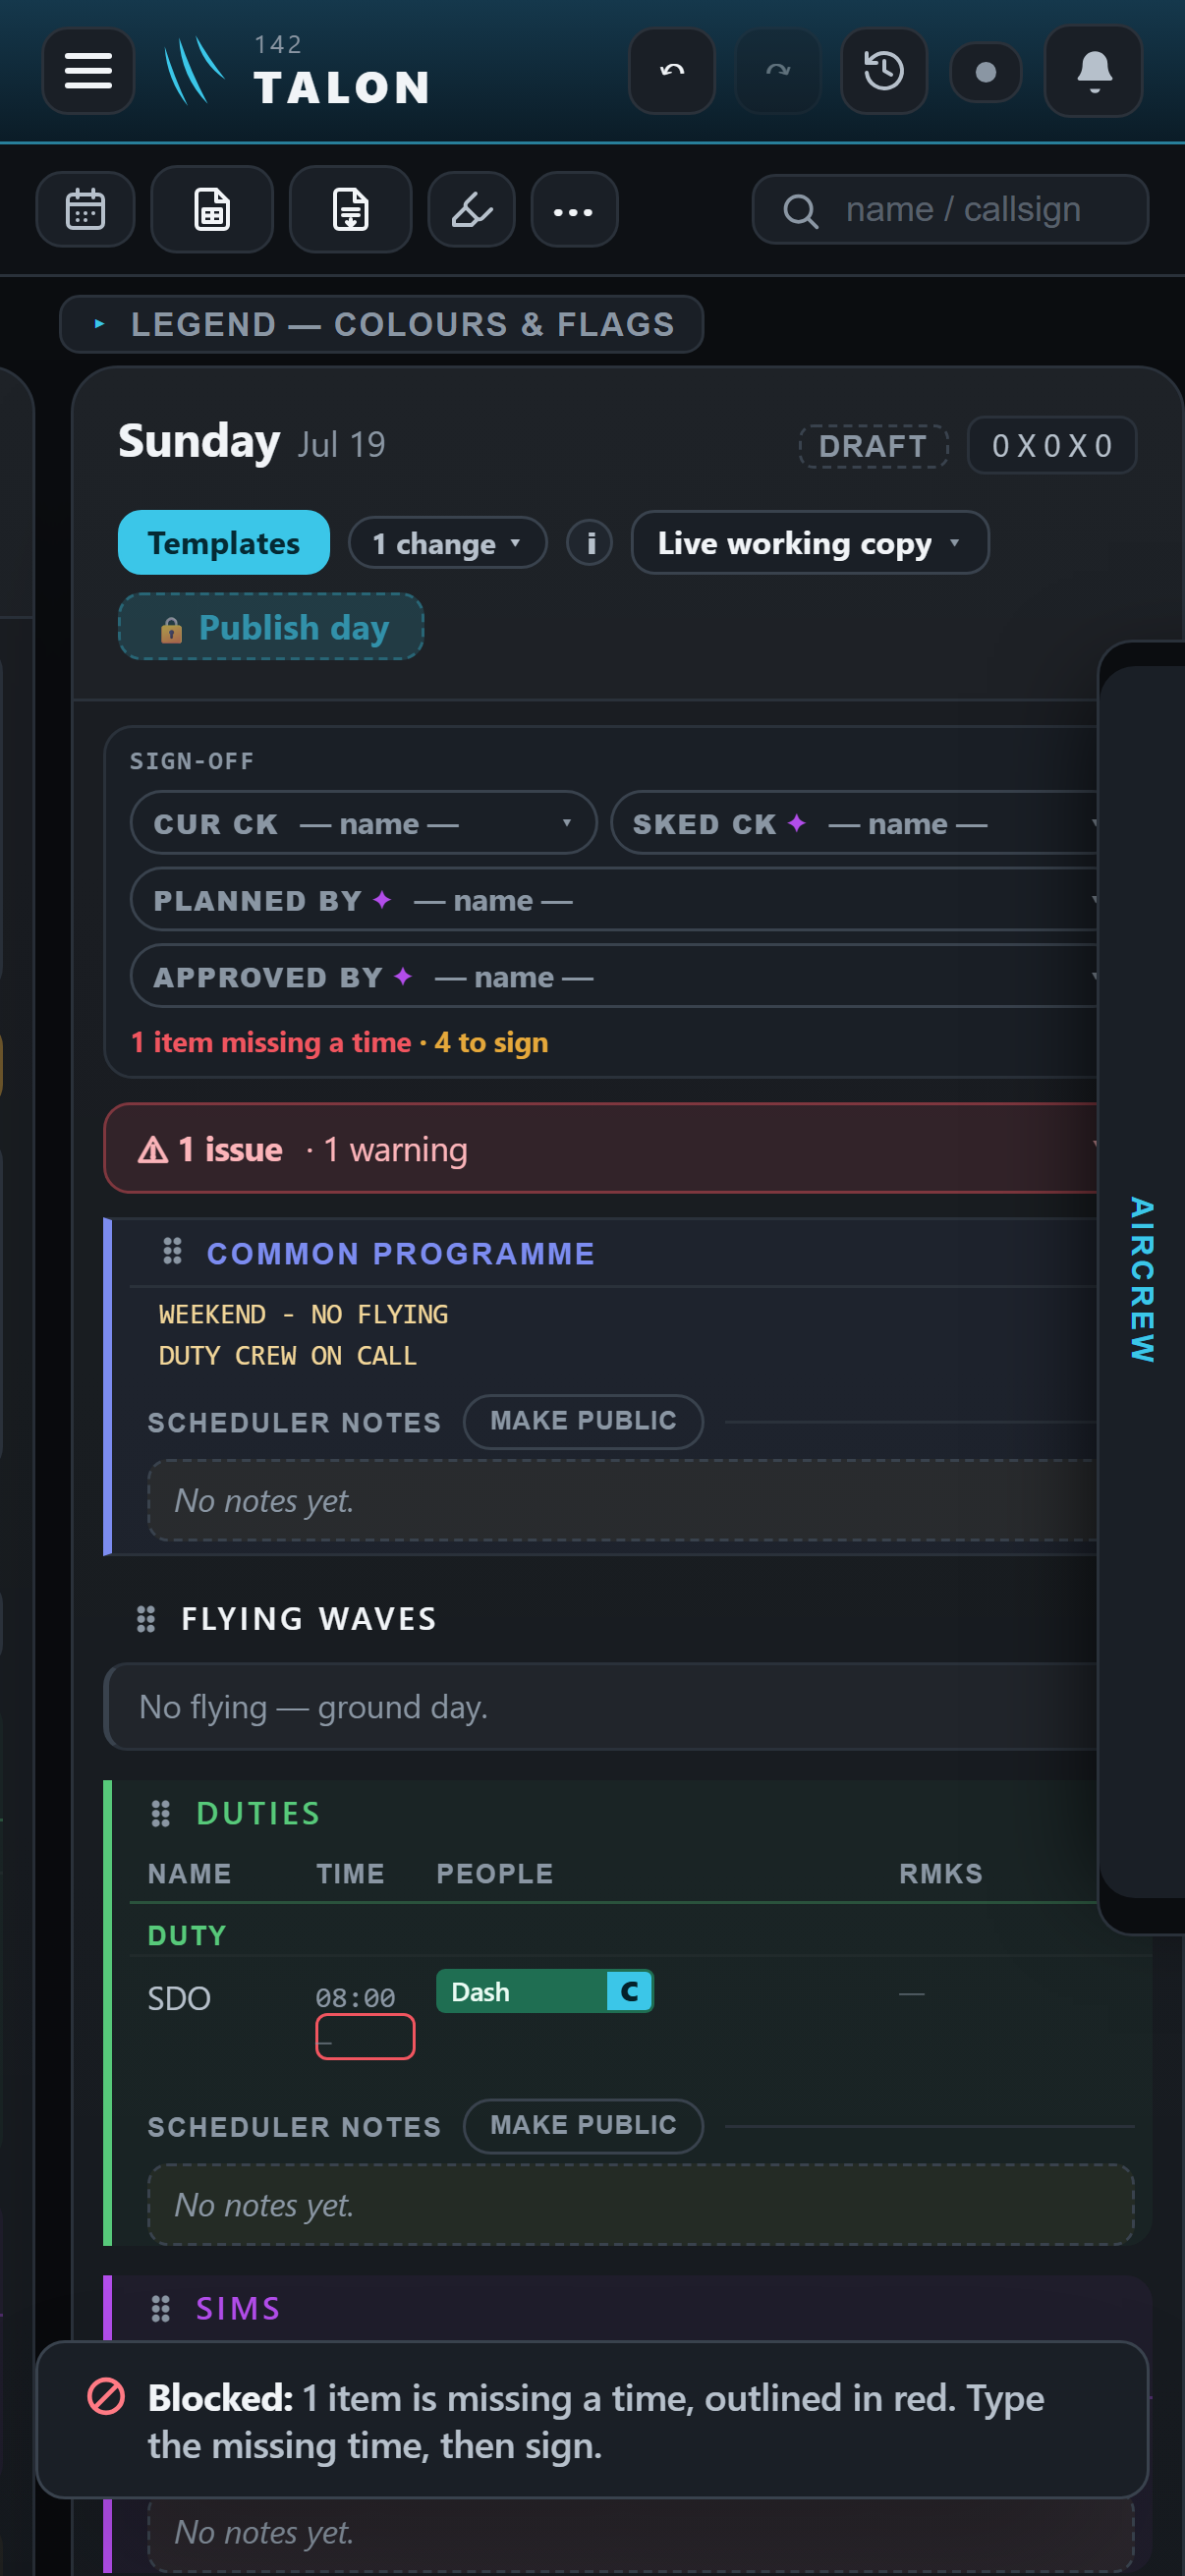 142
TALON
name / callsign
LEGEND — COLOURS & FLAGS
Sunday Jul 19 DRAFT 0 X 0 X 0
Templates 1 change i Live working copy
Publish day
SIGN-OFF
CUR CK — name — SKED CK — name —
PLANNED BY — name —
APPROVED BY — name —
1 item missing a time · 4 to sign
1 issue · 1 warning
COMMON PROGRAMME
WEEKEND - NO FLYING
DUTY CREW ON CALL
SCHEDULER NOTES MAKE PUBLIC
No notes yet.
AIRCREW
FLYING WAVES
No flying — ground day.
DUTIES
NAME TIME PEOPLE RMKS
DUTY
SDO 08:00 Dash C —
—
SCHEDULER NOTES MAKE PUBLIC
No notes yet.
SIMS
Blocked: 1 item is missing a time, outlined in red. Type
the missing time, then sign.
No notes yet.